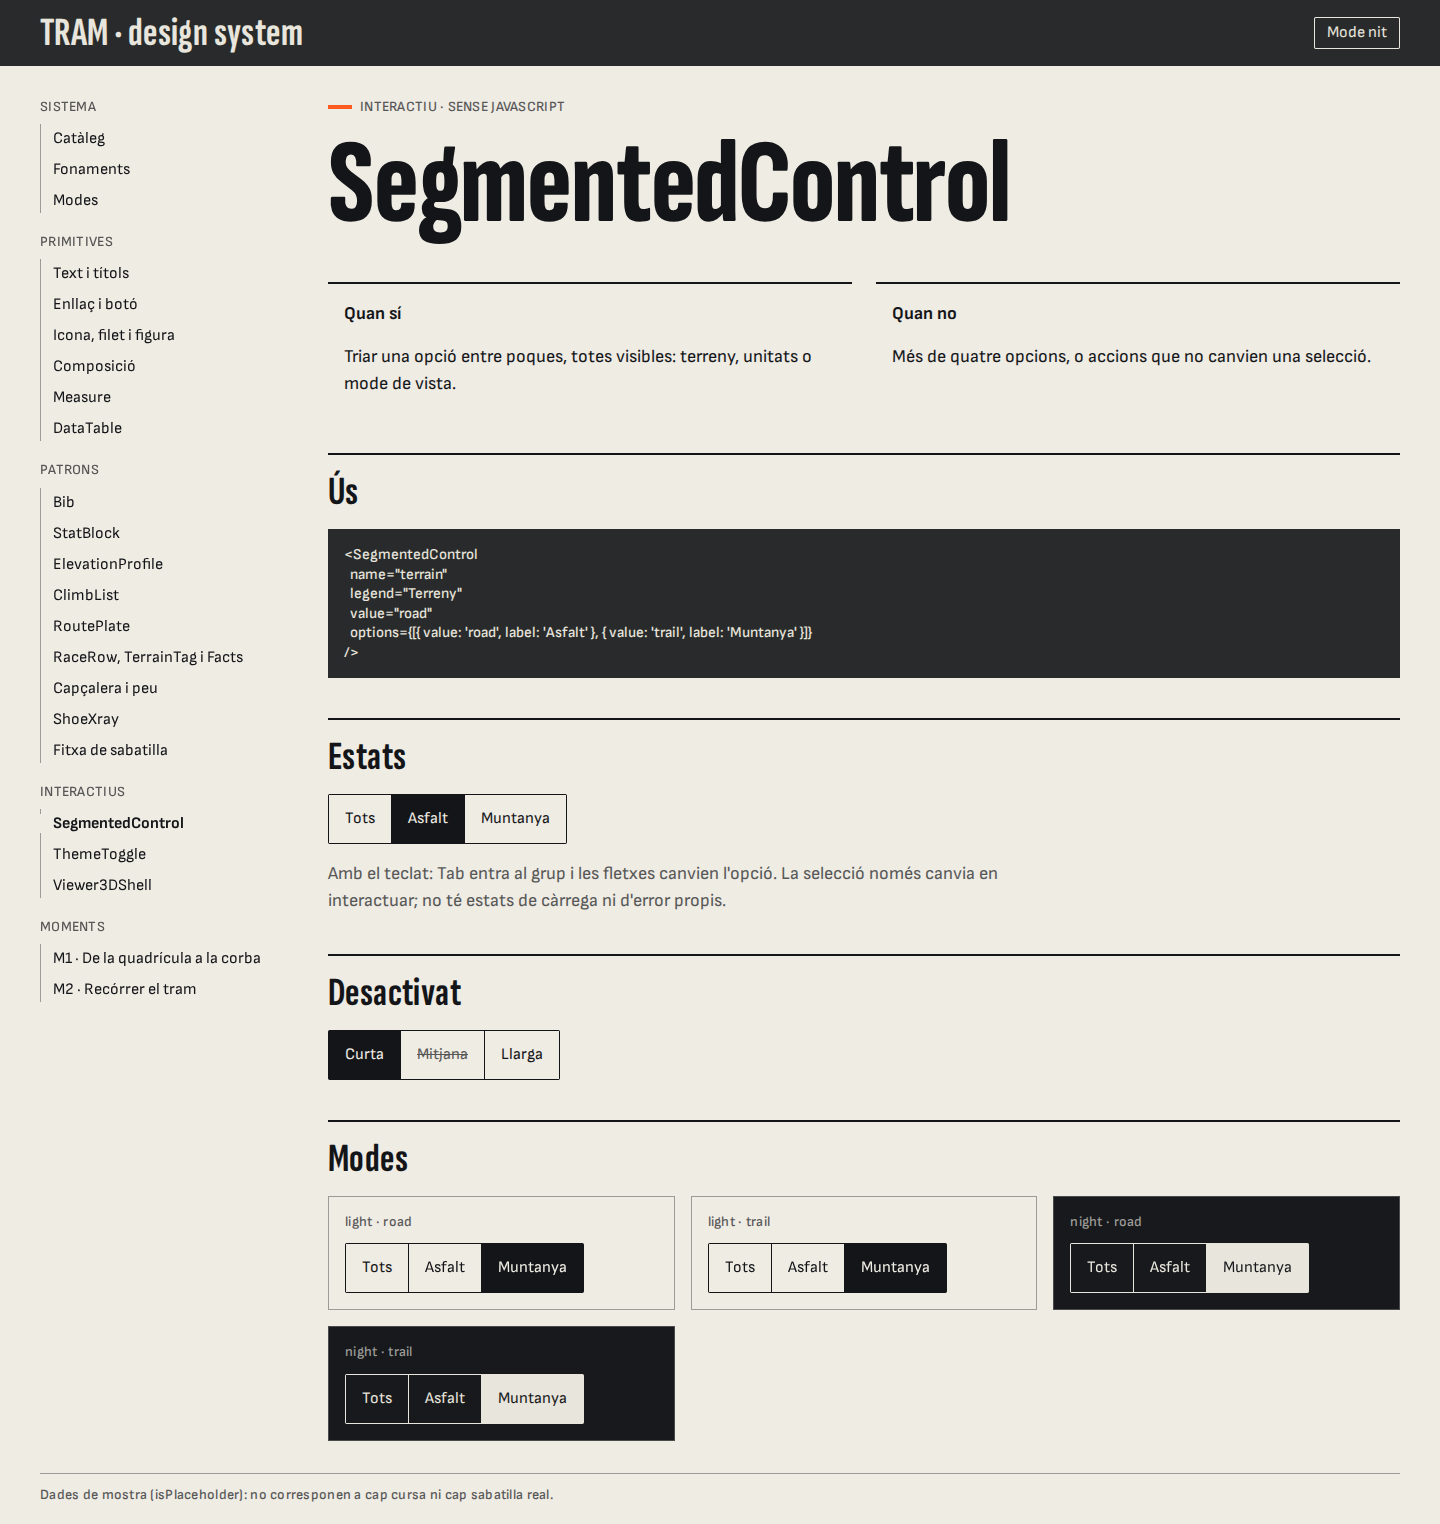 TRAM · design system
Mode nit
SISTEMA
Catàleg
Fonaments
Modes
PRIMITIVES
Text i títols
Enllaç i botó
Icona, filet i figura
Composició
Measure
DataTable
PATRONS
Bib
StatBlock
ElevationProfile
ClimbList
RoutePlate
RaceRow, TerrainTag i Facts
Capçalera i peu
ShoeXray
Fitxa de sabatilla
INTERACTIUS
SegmentedControl
ThemeToggle
Viewer3DShell
MOMENTS
M1 · De la quadrícula a la corba
M2 · Recórrer el tram
INTERACTIU · SENSE JAVASCRIPT
SegmentedControl
Quan sí
Triar una opció entre poques, totes visibles: terreny, unitats o
mode de vista.
Quan no
Més de quatre opcions, o accions que no canvien una selecció.
Ús
<SegmentedControl
name="terrain"
legend="Terreny"
value="road"
options={[{ value: 'road', label: 'Asfalt' }, { value: 'trail', label: 'Muntanya' }]}
/>
Estats
Tots Asfalt Muntanya
Amb el teclat: Tab entra al grup i les fletxes canvien l'opció. La selecció només canvia en
interactuar; no té estats de càrrega ni d'error propis.
Desactivat
Curta Mitjana Llarga
Modes
light · road
Tots Asfalt Muntanya
light · trail
Tots Asfalt Muntanya
night · road
Tots Asfalt Muntanya
night · trail
Tots Asfalt Muntanya
Dades de mostra (isPlaceholder): no corresponen a cap cursa ni cap sabatilla real.